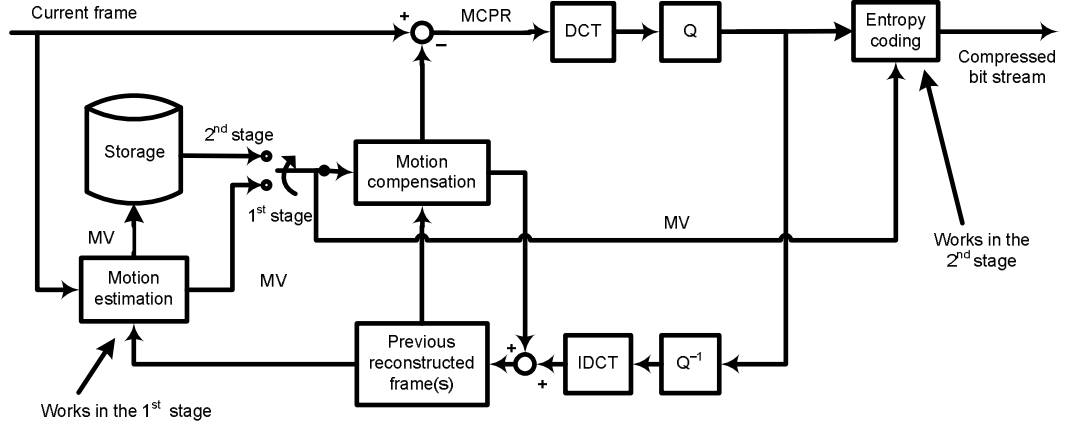 Current frame
+
MCPR
−
DCT
Q
Entropy
coding
Compressed
bit stream
Storage
2nd stage
1st stage
Motion
compensation
MV
MV
MV
Works in the
2nd stage
Motion
estimation
Previous
reconstructed
frame(s)
+
+
IDCT
Q−1
Works in the 1st stage